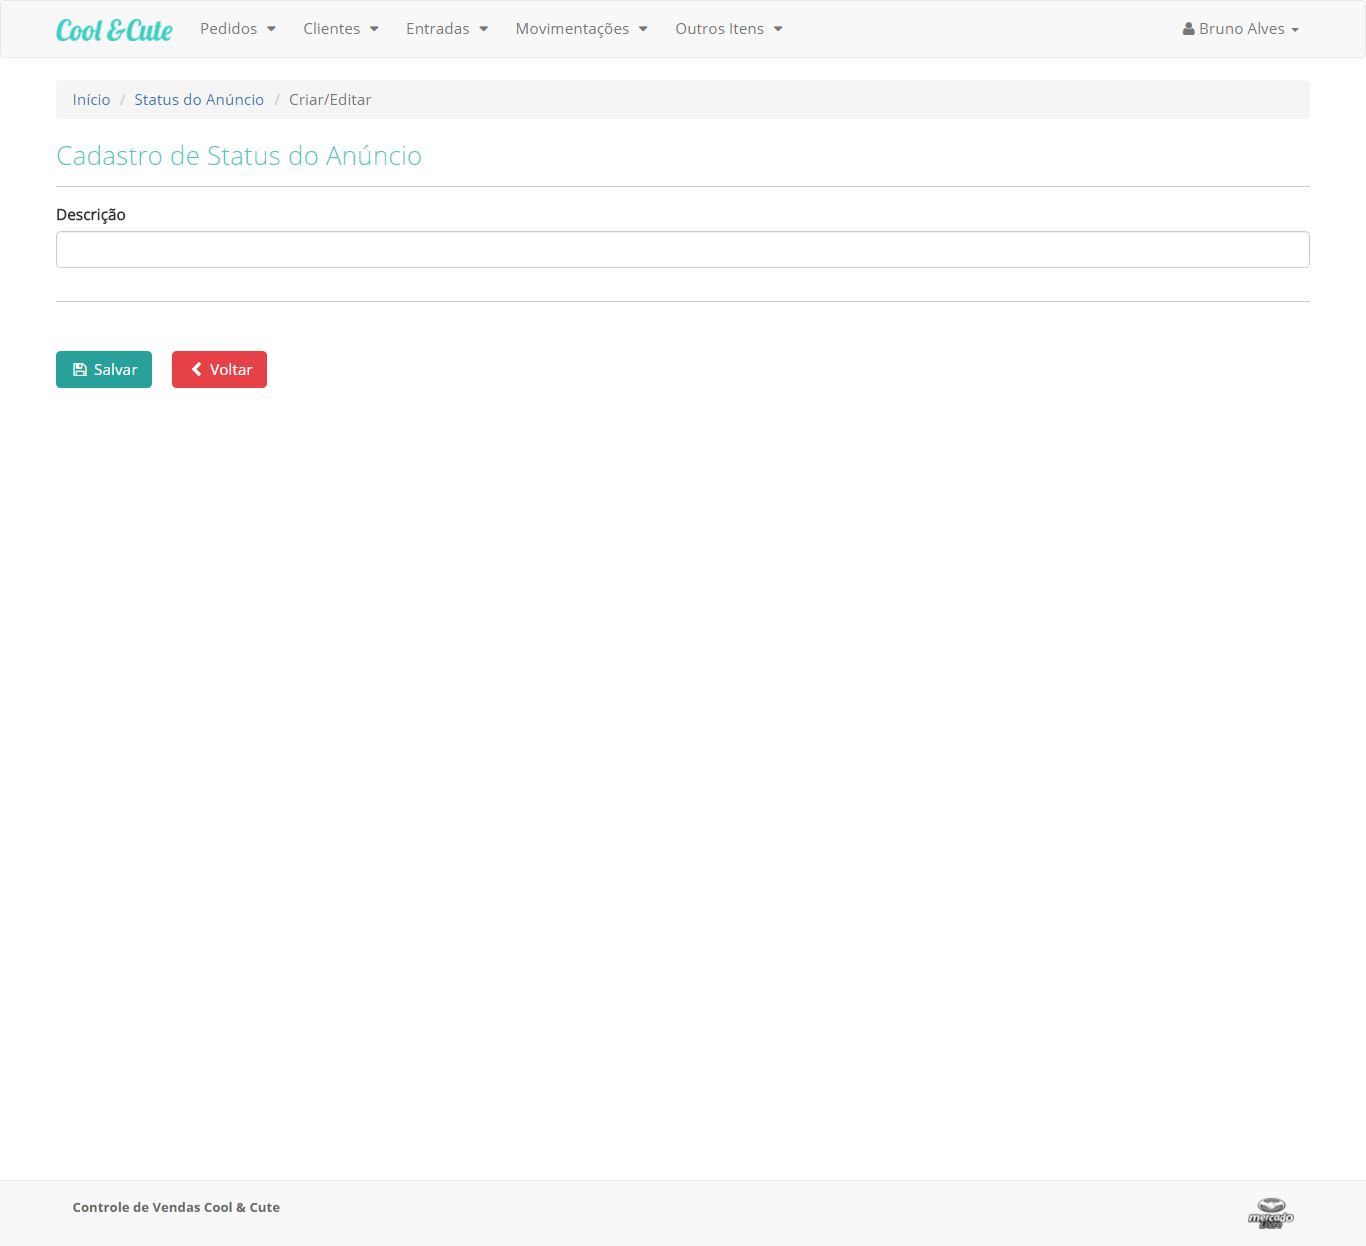 Cool &Cute Pedidos Clientes Entradas Movimentações Outros Itens Bruno Alves
Início / Status do Anúncio / Criar/Editar
Cadastro de Status do Anúncio
Descrição
Salvar Voltar
Controle de Vendas Cool & Cute
mercado
livre